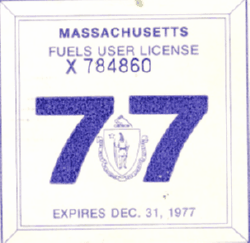 MASSACHUSETTS
FUELS USER LICENSE
X 784860
77
EXPIRES DEC. 31, 1977